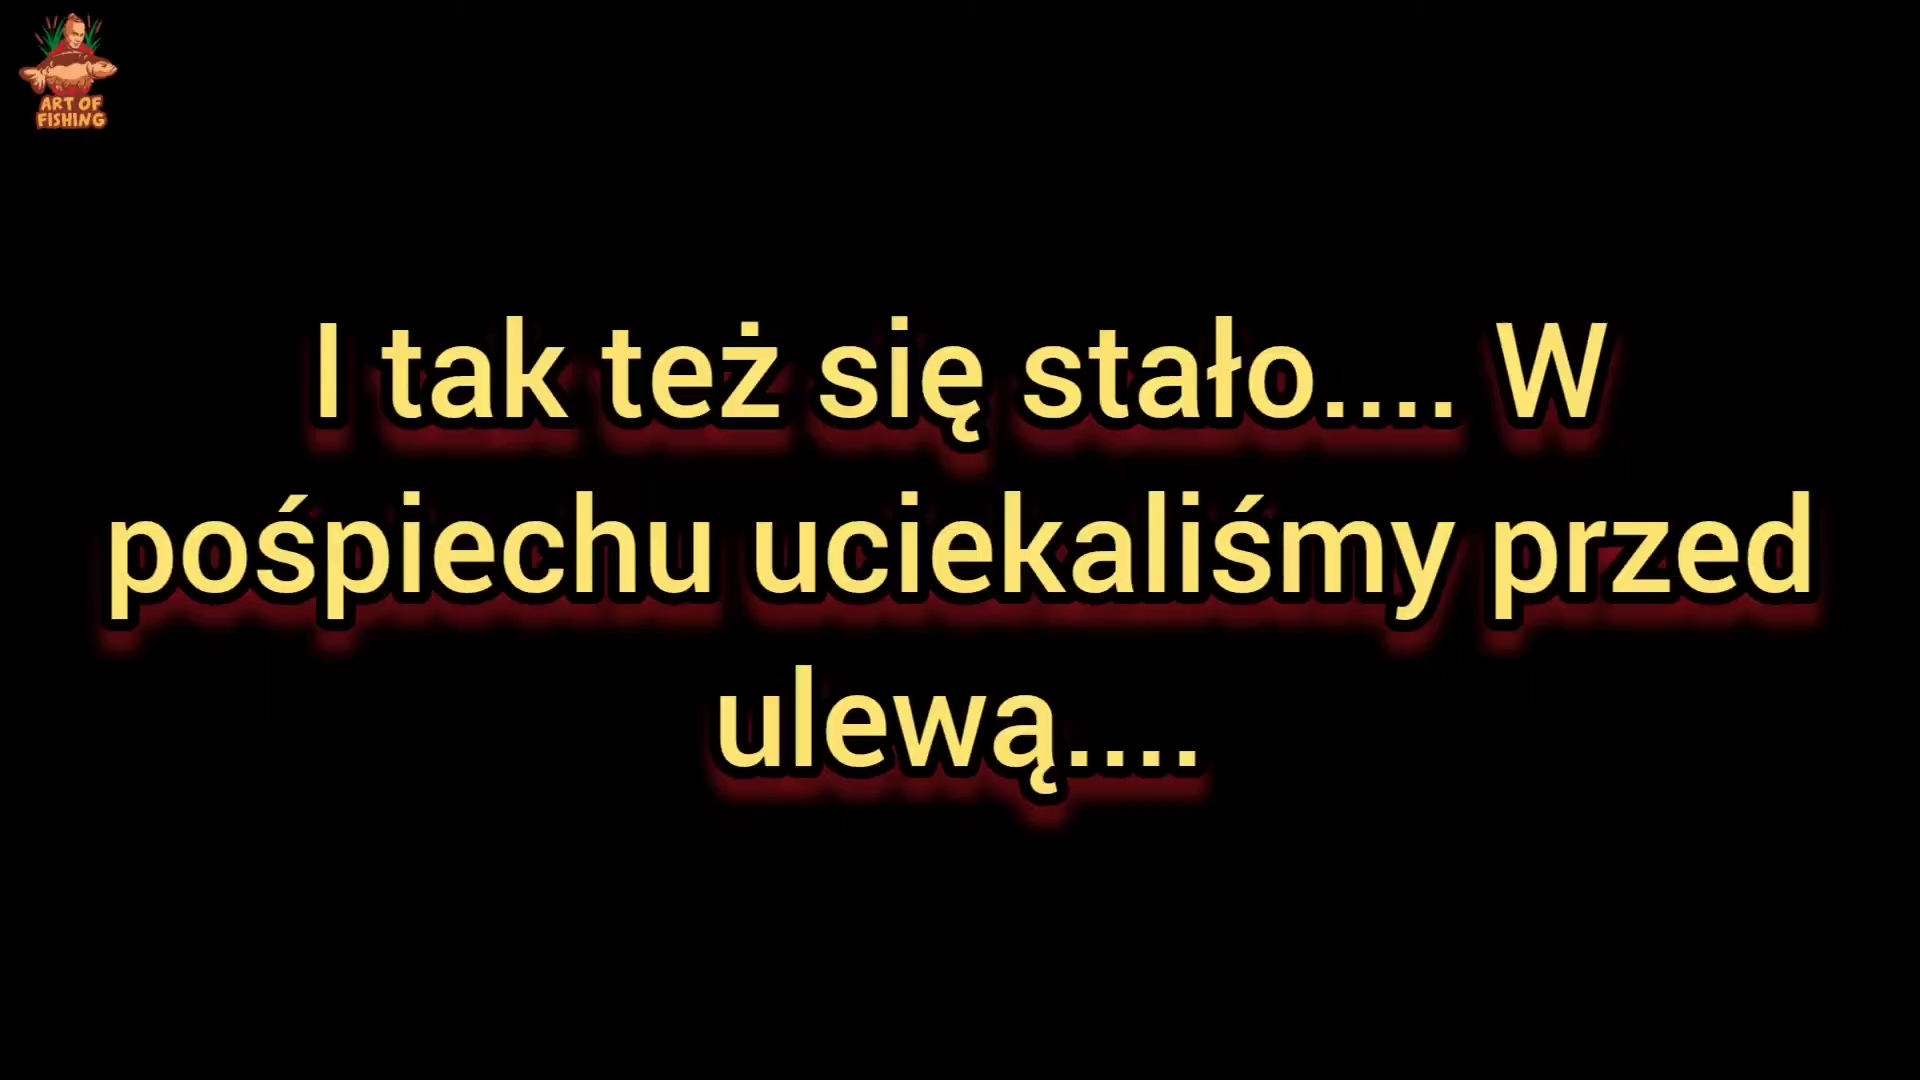 ART OF
FISHING
I tak też się stało.... W
pośpiechu uciekaliśmy przed
ulewą....